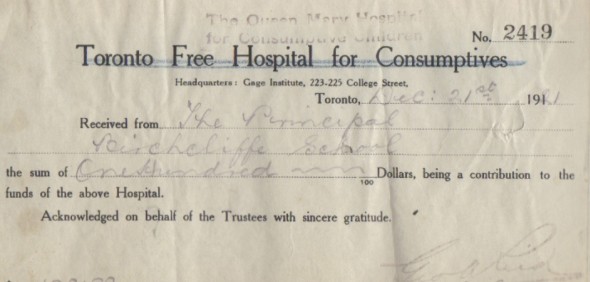 The Queen Mary Hospital
for Consumptive Children
No. 2419
Toronto Free Hospital for Consumptives
Headquarters: Gage Institute, 223-225 College Street,
Toronto, Dec: 21st 1911
Received from The Principal
Birchcliffe School
the sum of One Hundred 100 Dollars, being a contribution to the
funds of the above Hospital.
Acknowledged on behalf of the Trustees with sincere gratitude.